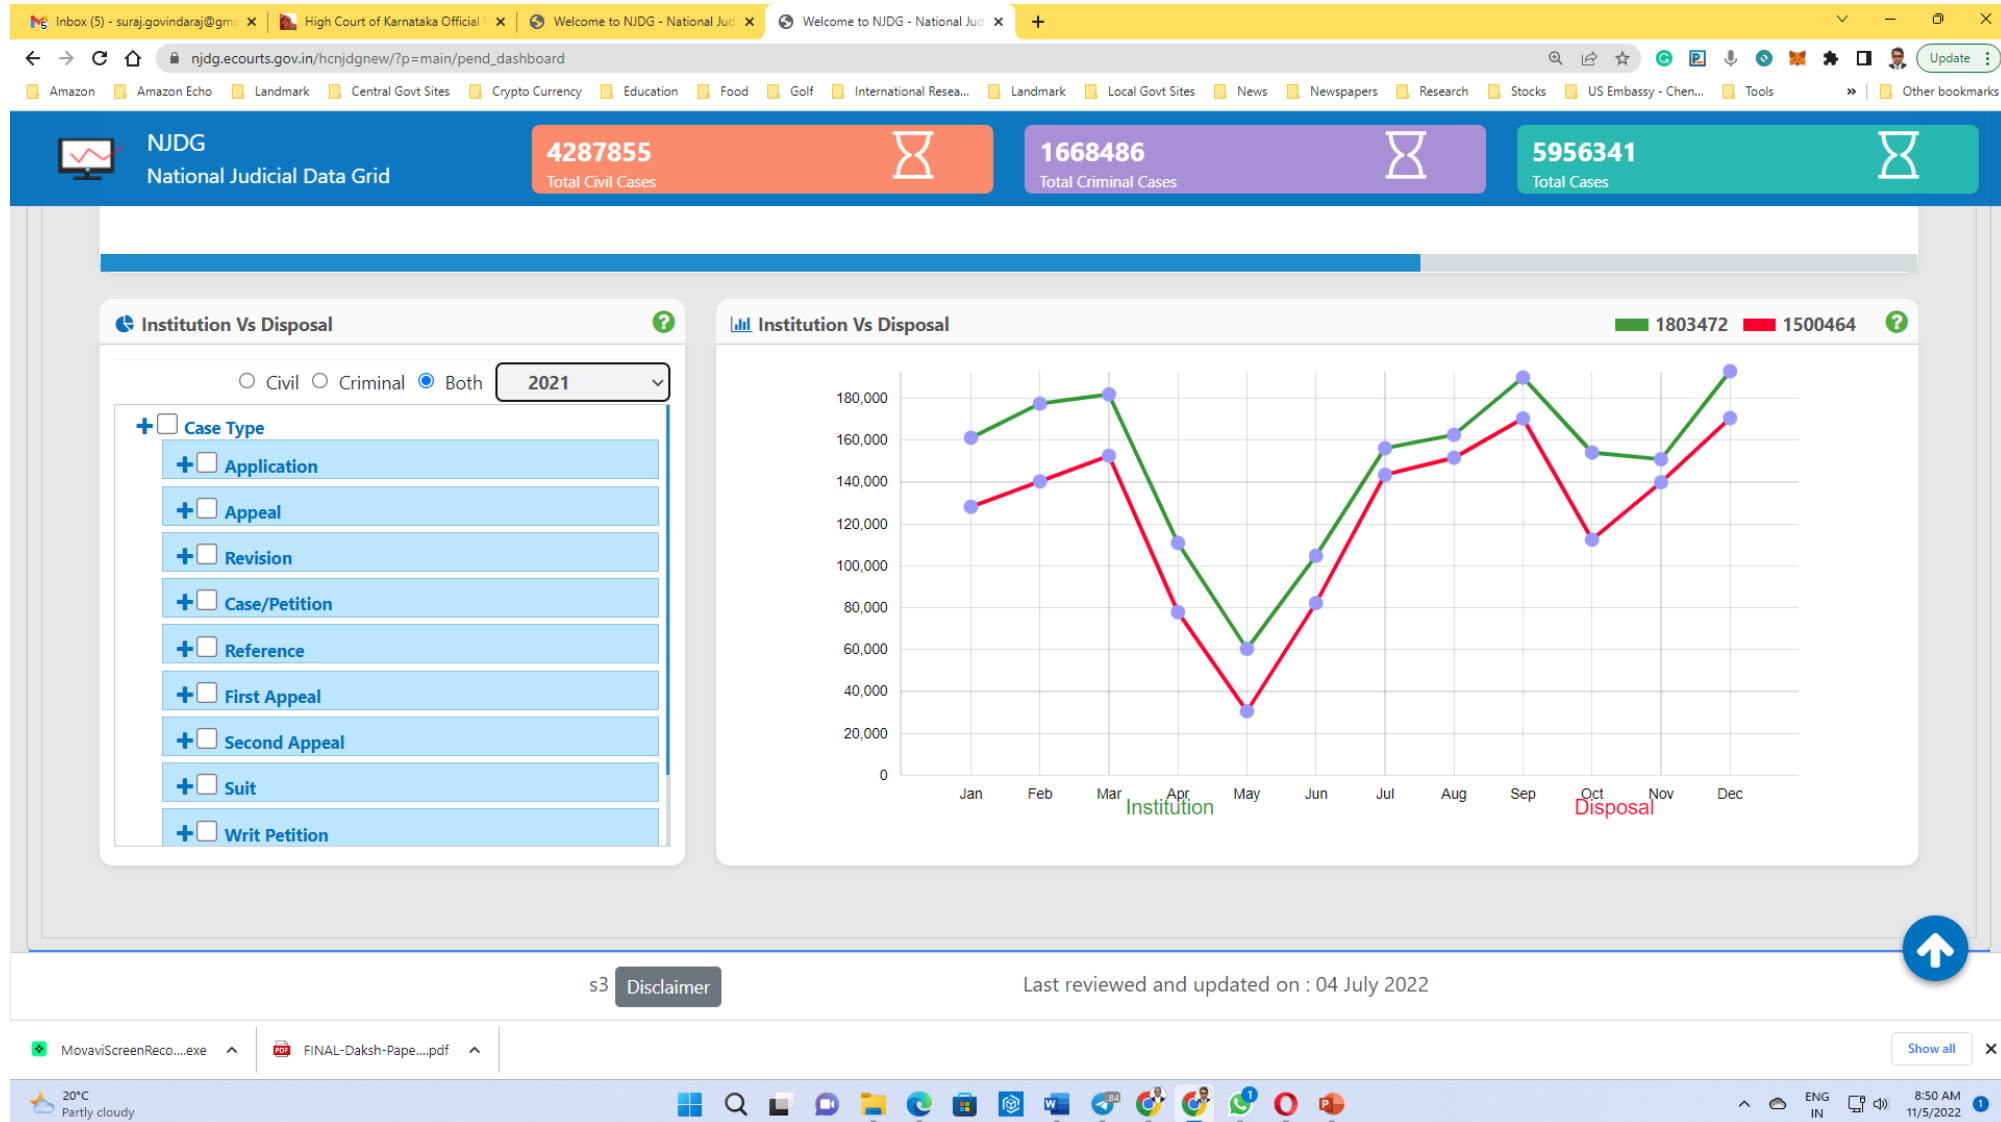 Inbox (5) - suraj.govindaraj@gma
High Court of Karnataka Official
Welcome to NJDG - National Jud
Welcome to NJDG - National Jud
njdg.ecourts.gov.in/hcnjdgnew/?p=main/pend_dashboard
Update
Amazon
Amazon Echo
Landmark
Central Govt Sites
Crypto Currency
Education
Food
Golf
International Resea...
Landmark
Local Govt Sites
News
Newspapers
Research
Stocks
US Embassy - Chen...
Tools
Other bookmarks
NJDG
National Judicial Data Grid
4287855
Total Civil Cases
1668486
Total Criminal Cases
5956341
Total Cases
Institution Vs Disposal
Civil Criminal Both 2021
Case Type
Application
Appeal
Revision
Case/Petition
Reference
First Appeal
Second Appeal
Suit
Writ Petition
Institution Vs Disposal
1803472 1500464
180,000
160,000
140,000
120,000
100,000
80,000
60,000
40,000
20,000
0
Jan Feb Mar Apr May Jun Jul Aug Sep Oct Nov Dec
Institution Disposal
s3 Disclaimer
Last reviewed and updated on : 04 July 2022
MovaviScreenReco....exe
FINAL-Daksh-Pape....pdf
Show all
20°C
Partly cloudy
84
1
ENG
IN
8:50 AM
11/5/2022
1